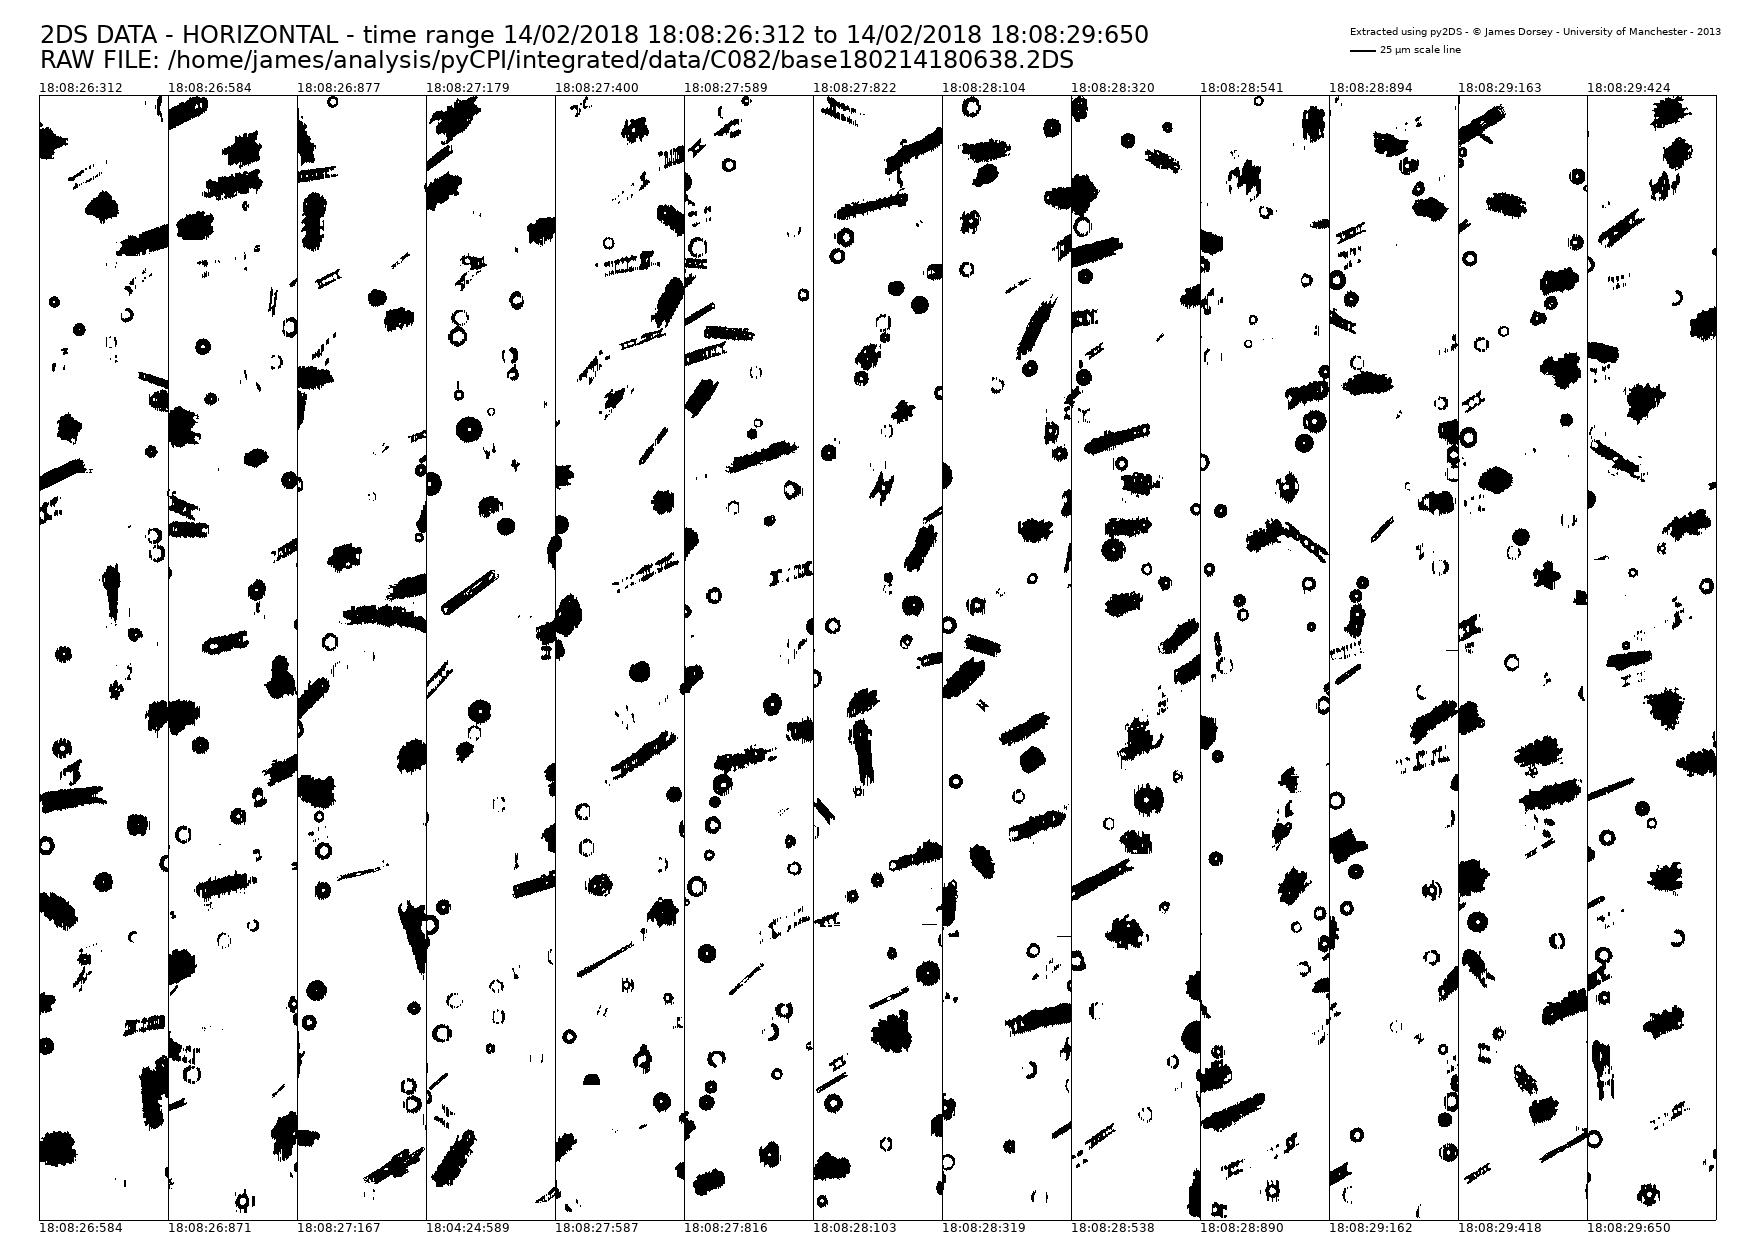 2DS DATA - HORIZONTAL - time range 14/02/2018 18:08:26:312 to 14/02/2018 18:08:29:650
RAW FILE: /home/james/analysis/pyCPI/integrated/data/C082/base180214180638.2DS
Extracted using py2DS - © James Dorsey - University of Manchester - 2013
25 µm scale line
18:08:26:312 18:08:26:584 18:08:26:877 18:08:27:179 18:08:27:400 18:08:27:589 18:08:27:822 18:08:28:104 18:08:28:320 18:08:28:541 18:08:28:894 18:08:29:163 18:08:29:424
18:08:26:584 18:08:26:871 18:08:27:167 18:04:24:589 18:08:27:587 18:08:27:816 18:08:28:103 18:08:28:319 18:08:28:538 18:08:28:890 18:08:29:162 18:08:29:418 18:08:29:650